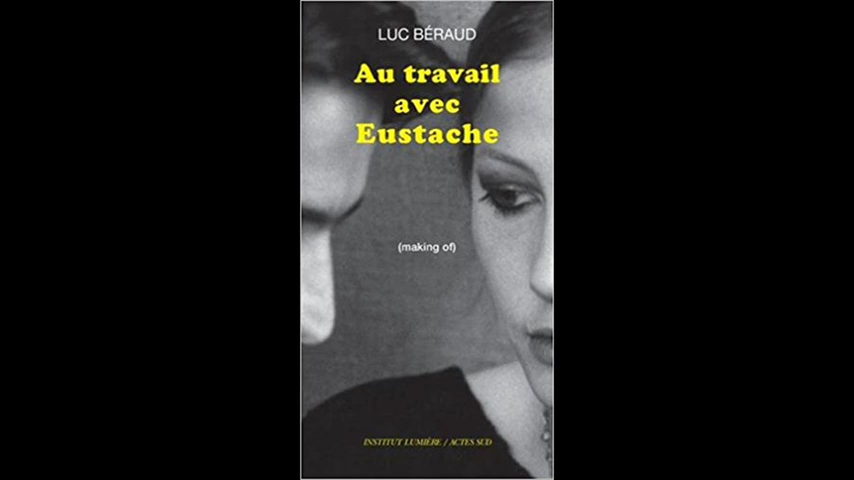 LUC BÉRAUD
Au travail
avec
Eustache
(making of)
INSTITUT LUMIÈRE / ACTES SUD